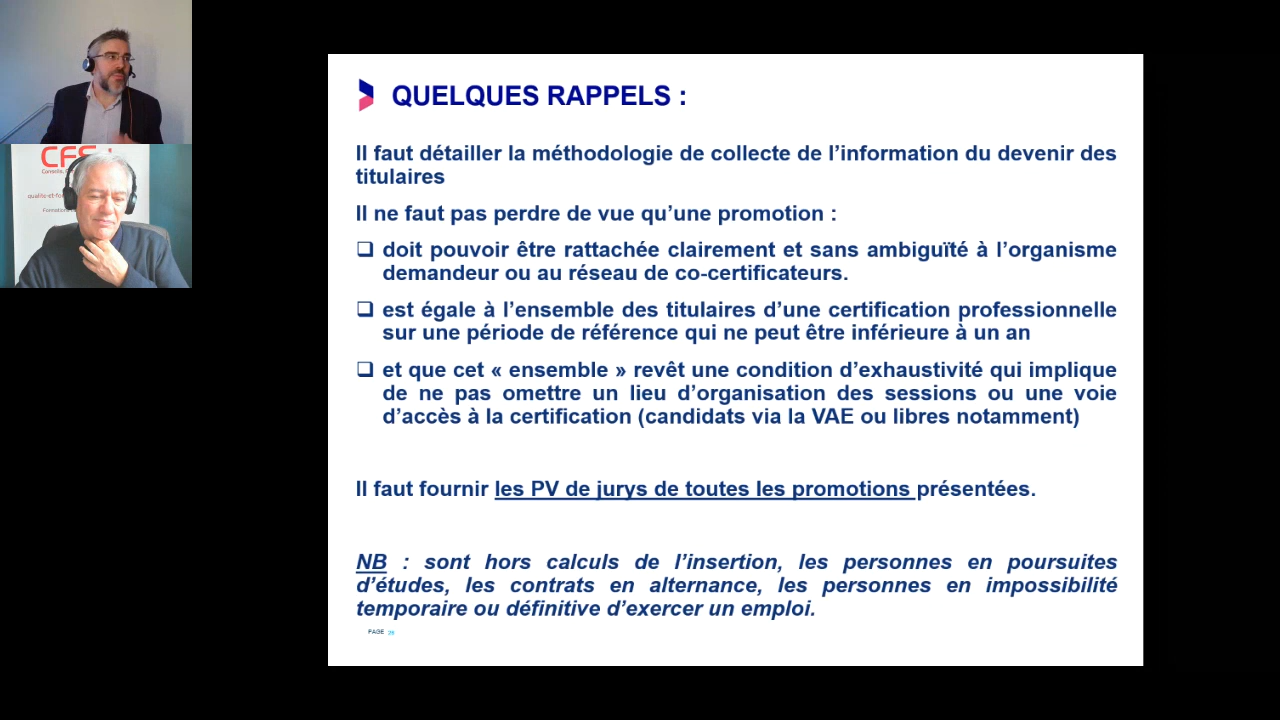 CFS
Conseils,
qualite-et-fo
Formations
QUELQUES RAPPELS :
Il faut détailler la méthodologie de collecte de l’information du devenir des
titulaires
Il ne faut pas perdre de vue qu’une promotion :
❑ doit pouvoir être rattachée clairement et sans ambiguïté à l’organisme
demandeur ou au réseau de co-certificateurs.
❑ est égale à l’ensemble des titulaires d’une certification professionnelle
sur une période de référence qui ne peut être inférieure à un an
❑ et que cet « ensemble » revêt une condition d’exhaustivité qui implique
de ne pas omettre un lieu d’organisation des sessions ou une voie
d’accès à la certification (candidats via la VAE ou libres notamment)
Il faut fournir les PV de jurys de toutes les promotions présentées.
NB : sont hors calculs de l’insertion, les personnes en poursuites
d’études, les contrats en alternance, les personnes en impossibilité
temporaire ou définitive d’exercer un emploi.
PAGE